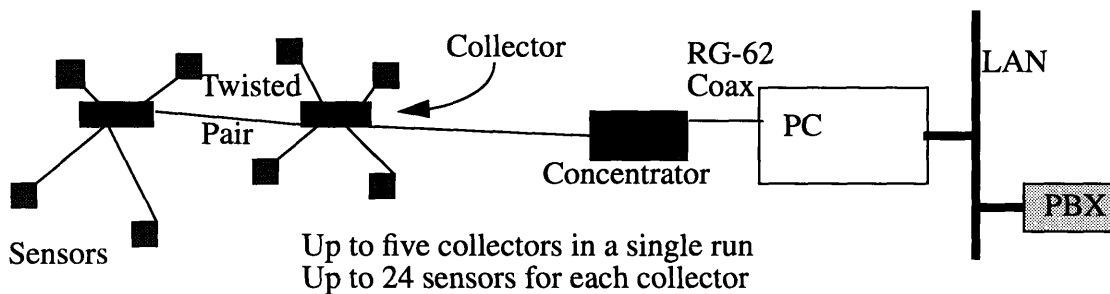 Collector
RG-62
Coax
LAN
Twisted
Pair
PC
Concentrator
PBX
Sensors
Up to five collectors in a single run
Up to 24 sensors for each collector